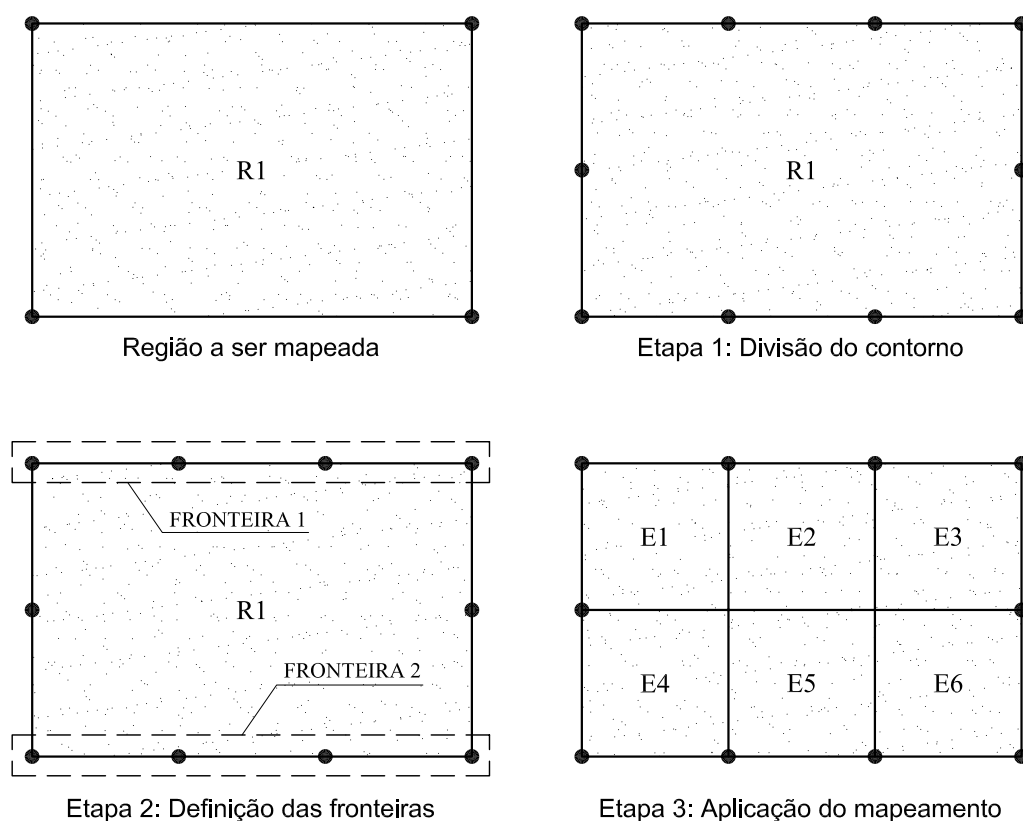 R1
R1
Região a ser mapeada
Etapa 1: Divisão do contorno
FRONTEIRA 1
R1
FRONTEIRA 2
E1
E2
E3
E4
E5
E6
Etapa 2: Definição das fronteiras
Etapa 3: Aplicação do mapeamento